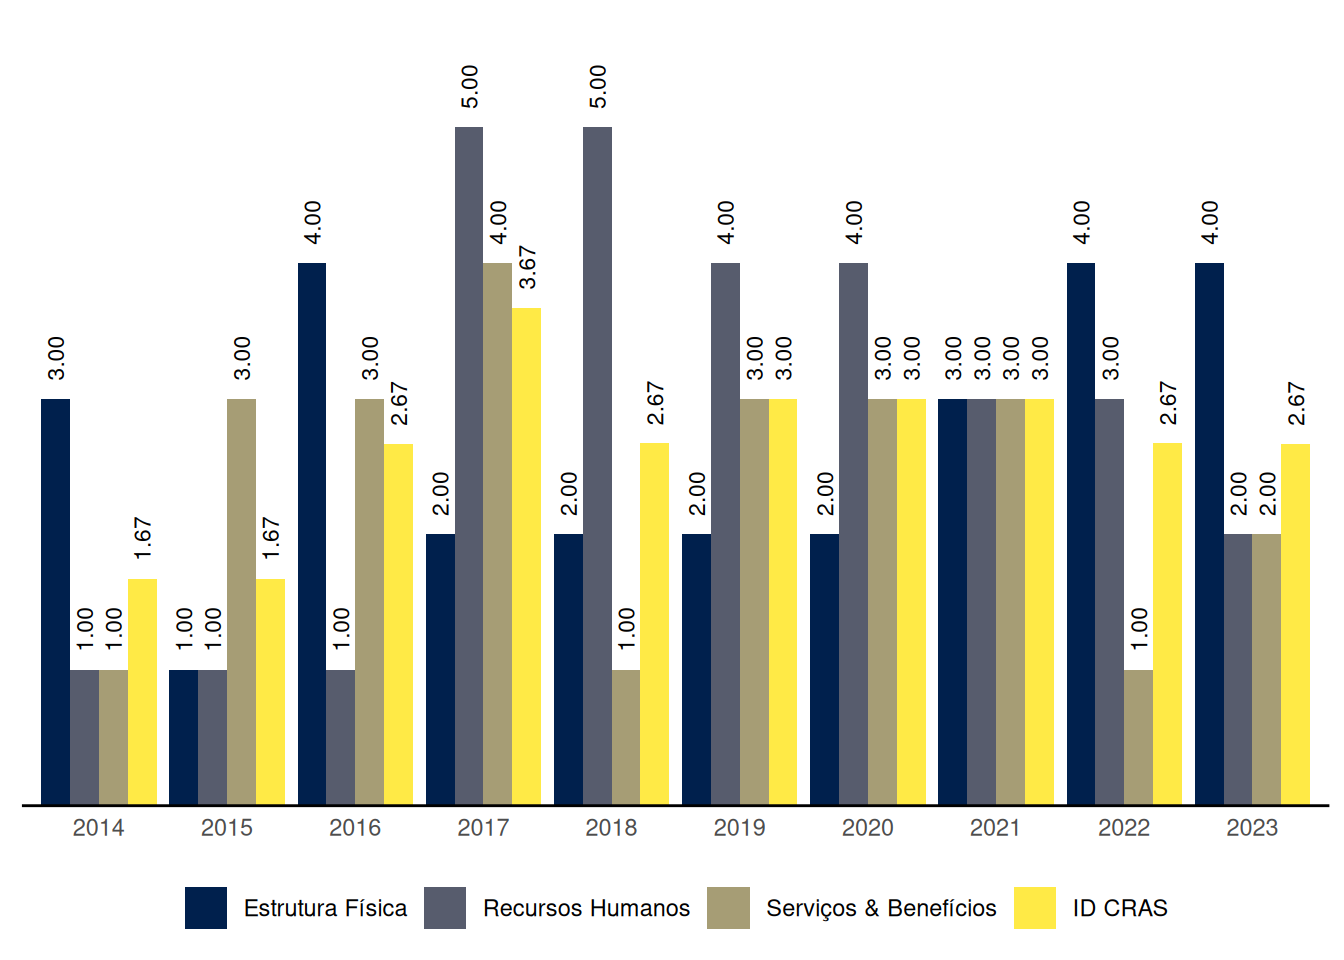 5.00 5.00
4.00 4.00 4.00 4.00 4.00 4.00
3.67
3.00 3.00 3.00 3.00 3.00 3.00 3.00 3.00 3.00 3.00 3.00 3.00
2.67 2.67 2.67 2.67
2.00 2.00 2.00 2.00 2.00 2.00
1.67 1.67
1.00 1.00 1.00 1.00 1.00 1.00 1.00
2014 2015 2016 2017 2018 2019 2020 2021 2022 2023
Estrutura Física Recursos Humanos Serviços & Benefícios ID CRAS